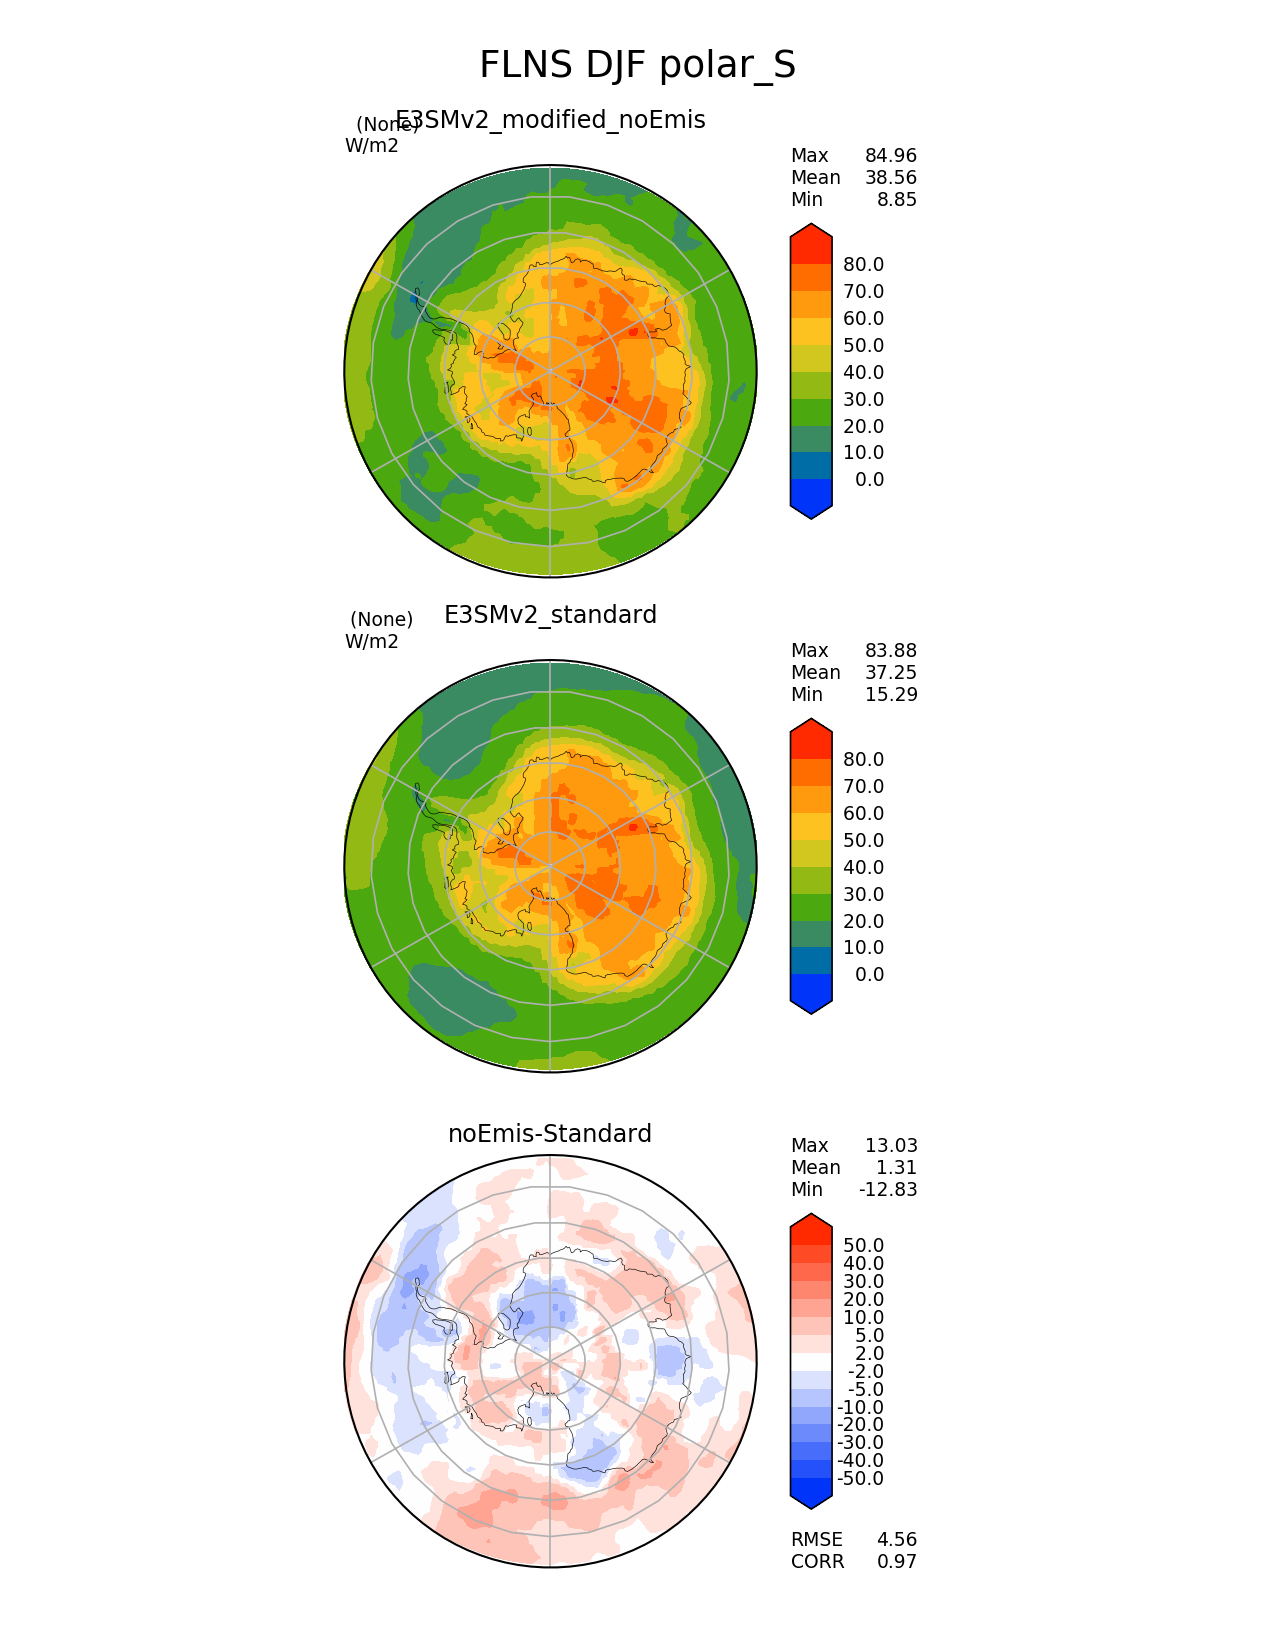 FLNS DJF polar_S
E3SMv2_modified_noEmis
(None)
W/m2
Max 84.96
Mean 38.56
Min 8.85
80.0
70.0
60.0
50.0
40.0
30.0
20.0
10.0
0.0
(None)
E3SMv2_standard
W/m2
Max 83.88
Mean 37.25
Min 15.29
80.0
70.0
60.0
50.0
40.0
30.0
20.0
10.0
0.0
noEmis-Standard
Max 13.03
Mean 1.31
Min -12.83
50.0
40.0
30.0
20.0
10.0
5.0
2.0
-2.0
-5.0
-10.0
-20.0
-30.0
-40.0
-50.0
RMSE 4.56
CORR 0.97